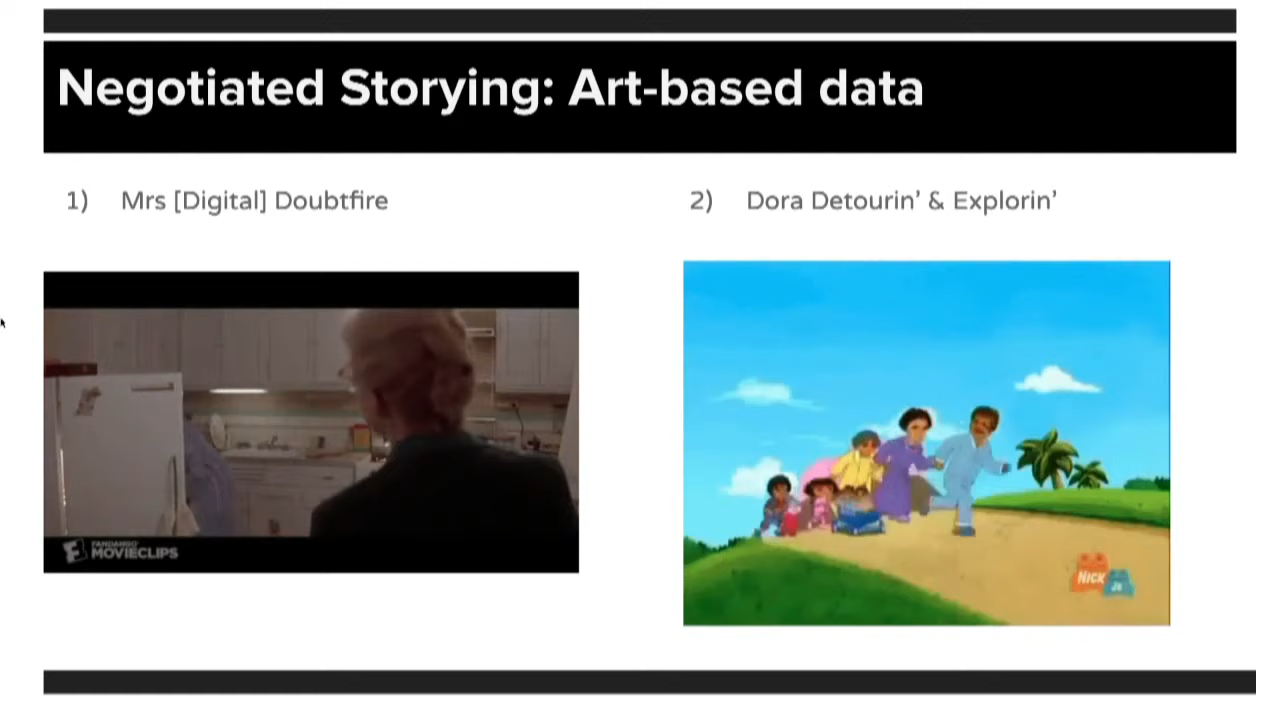 Negotiated Storying: Art-based data
1) Mrs [Digital] Doubtfire
2) Dora Detourin’ & Explorin’
FANDANGO
MOVIECLIPS
NICK Jr